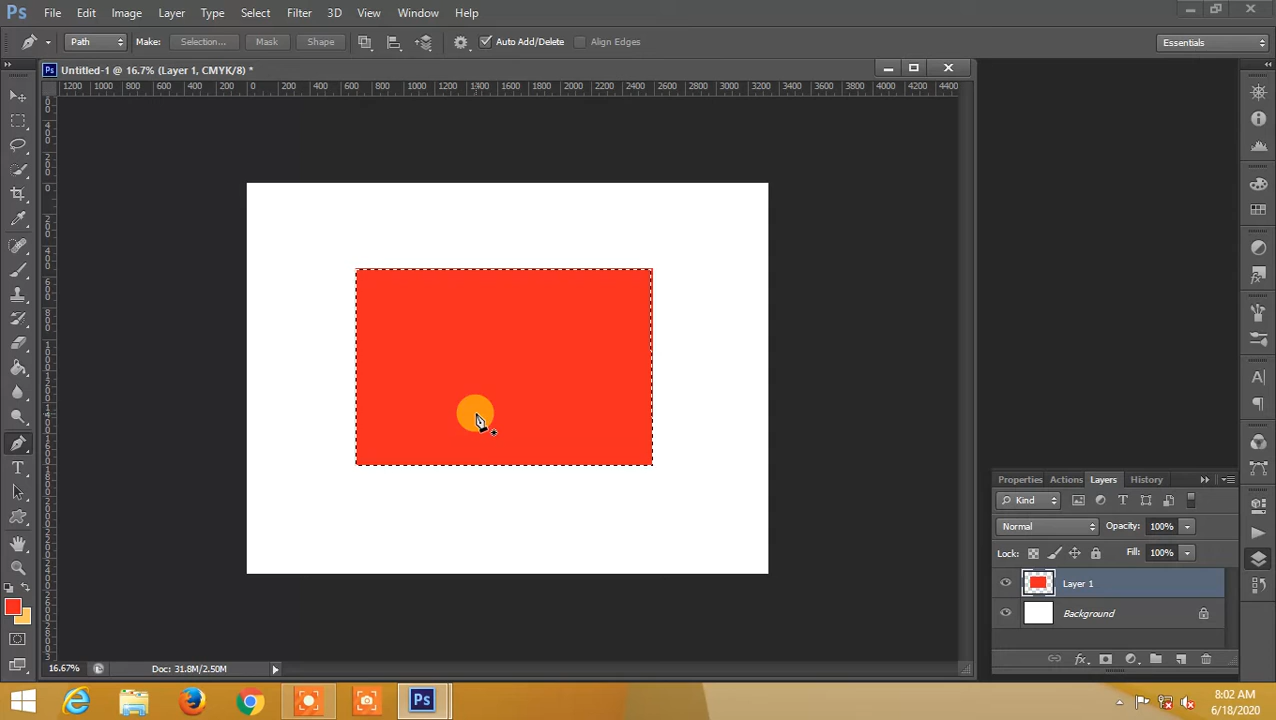 Ps File Edit Image Layer Type Select Filter 3D View Window Help
Path Make: Selection... Mask Shape Auto Add/Delete Align Edges Essentials
Ps Untitled-1 @ 16.7% (Layer 1, CMYK/8) *
1200 1000 800 600 400 200 0 200 400 600 800 1000 1200 1400 1600 1800 2000 2200 2400 2600 2800 3000 3200 3400 3600 3800 4000 4200 4400
Properties Actions Layers History
Kind
Normal Opacity: 100%
Lock: Fill: 100%
Layer 1
Background
fx
16.67% Doc: 31.8M/2.50M
Ps
8:02 AM
6/18/2020